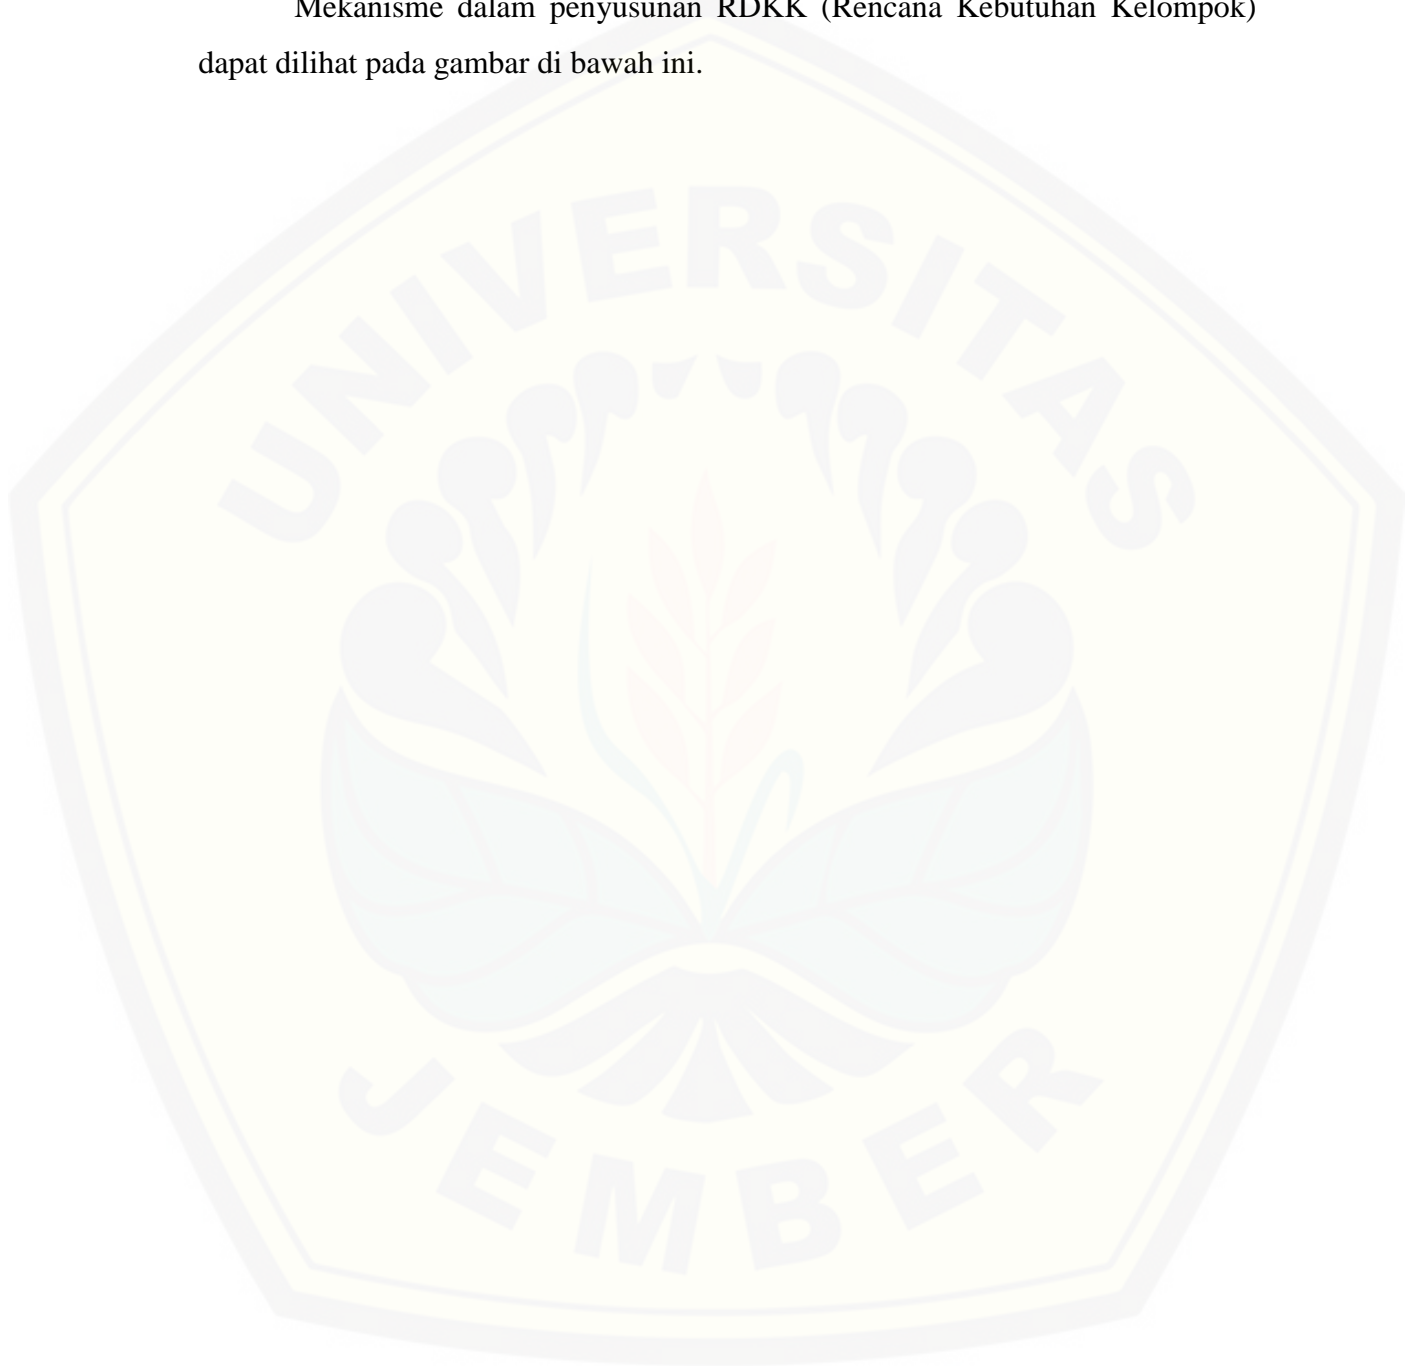 Mekanisme dalam penyusunan RDKK (Rencana Kebutuhan Kelompok)
dapat dilihat pada gambar di bawah ini.
UNIVERSITAS
JEMBER